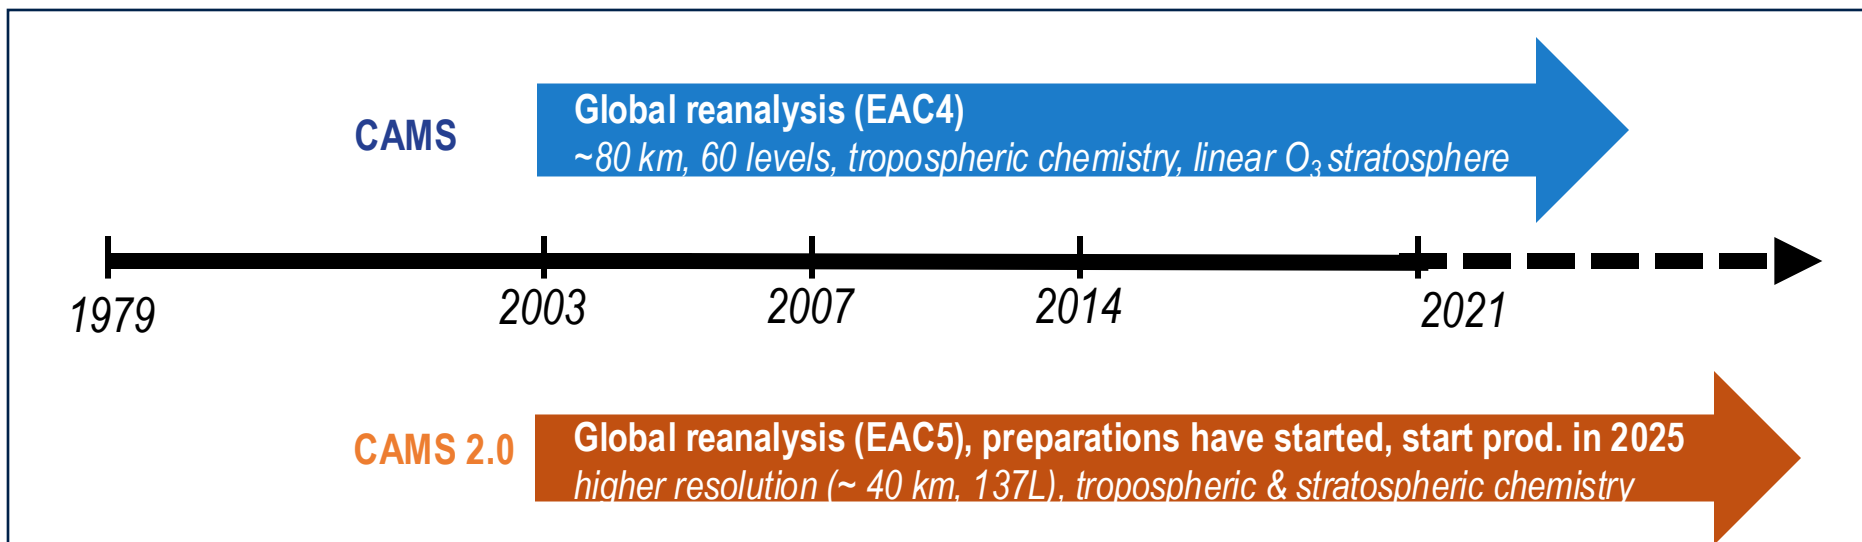 CAMS
Global reanalysis (EAC4)
~80 km, 60 levels, tropospheric chemistry, linear O₃ stratosphere
1979
2003
2007
2014
2021
CAMS 2.0
Global reanalysis (EAC5), preparations have started, start prod. in 2025
higher resolution (~ 40 km, 137L), tropospheric & stratospheric chemistry